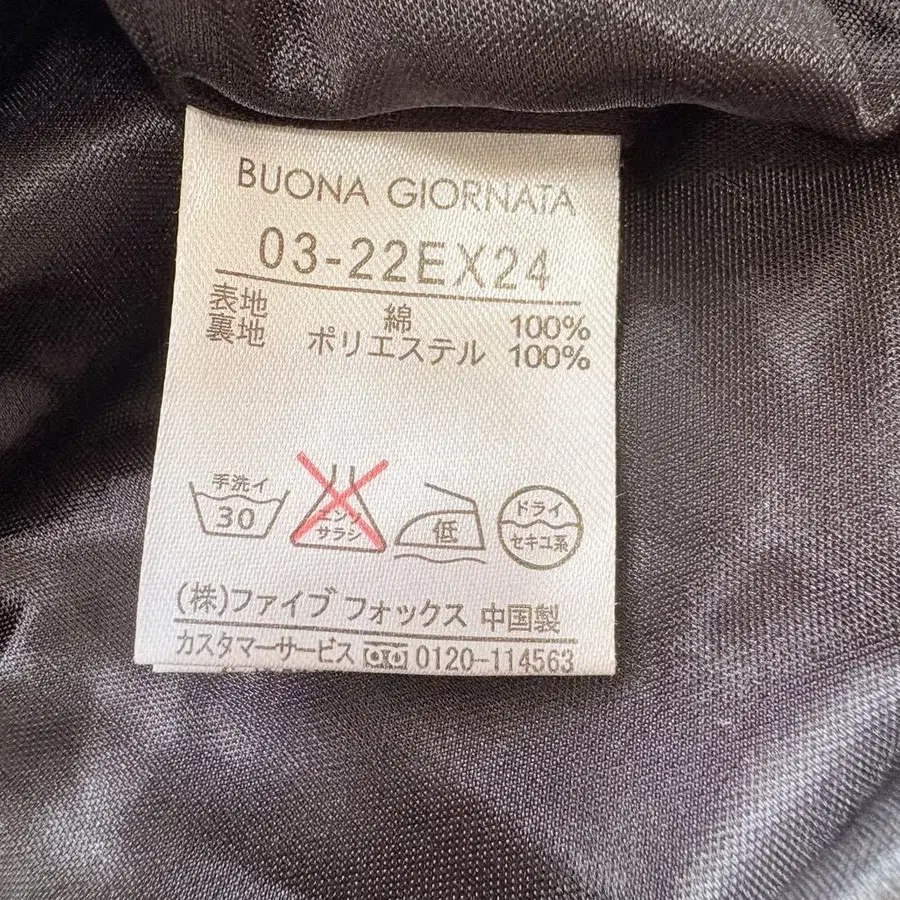 BUONA GIORNATA
03-22EX24
表地 綿 100%
裏地 ポリエステル 100%
手洗イ
30
エンソ
サラシ
低
ドライ
セキユ系
(株)ファイブフォックス 中国製
カスタマーサービス 0120-114563